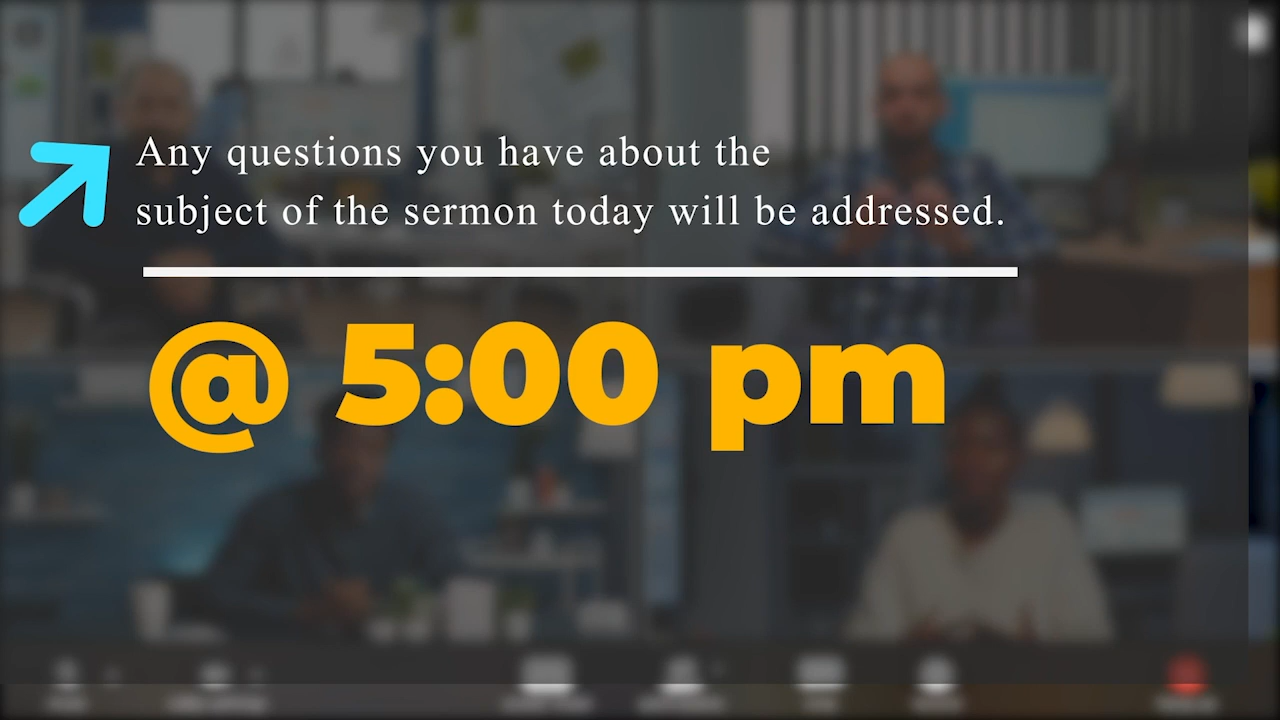 Any questions you have about the
subject of the sermon today will be addressed.
@ 5:00 pm